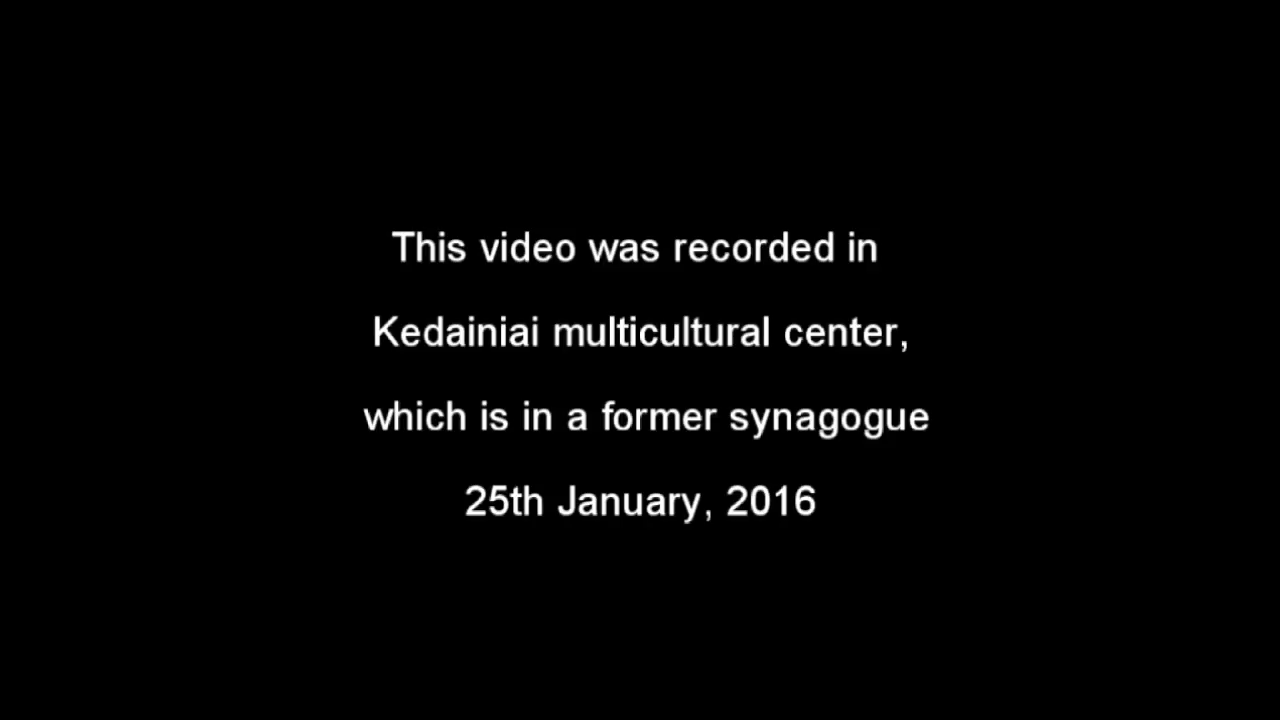 This video was recorded in
Kedainiai multicultural center,
which is in a former synagogue
25th January, 2016